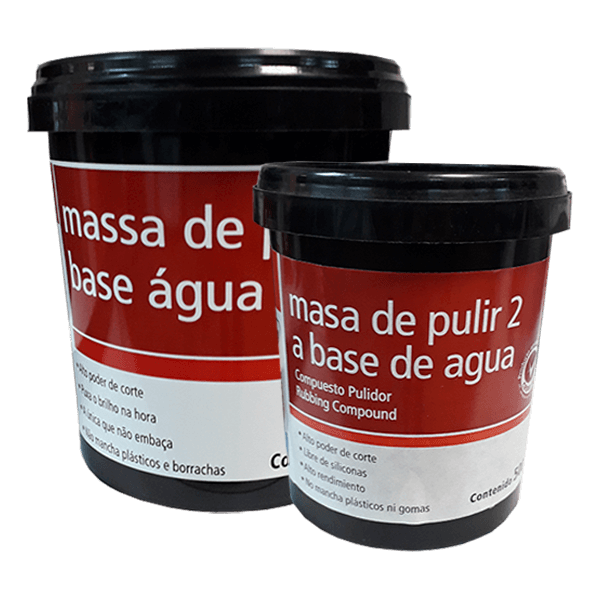 massa de
base água
• Alto poder de corte
• Puxa o brilho na hora
• A única que não embaça
• Não mancha plásticos e borrachas
masa de pulir 2
a base de agua
Compuesto Pulidor
Rubbing Compound
• Alto poder de corte
• Libre de siliconas
• Alto rendimiento
• No mancha plásticos ni gomas
Contenido